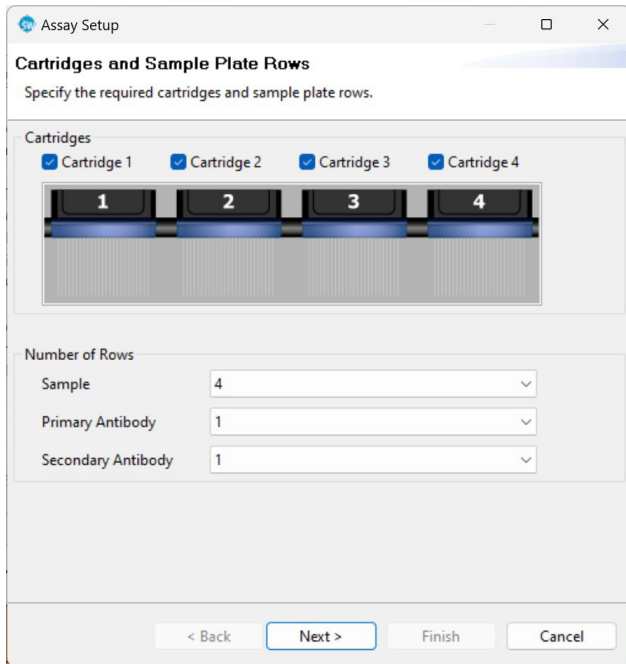 SW Assay Setup
Cartridges and Sample Plate Rows
Specify the required cartridges and sample plate rows.
Cartridges
Cartridge 1 Cartridge 2 Cartridge 3 Cartridge 4
1 2 3 4
Number of Rows
Sample 4
Primary Antibody 1
Secondary Antibody 1
< Back Next > Finish Cancel